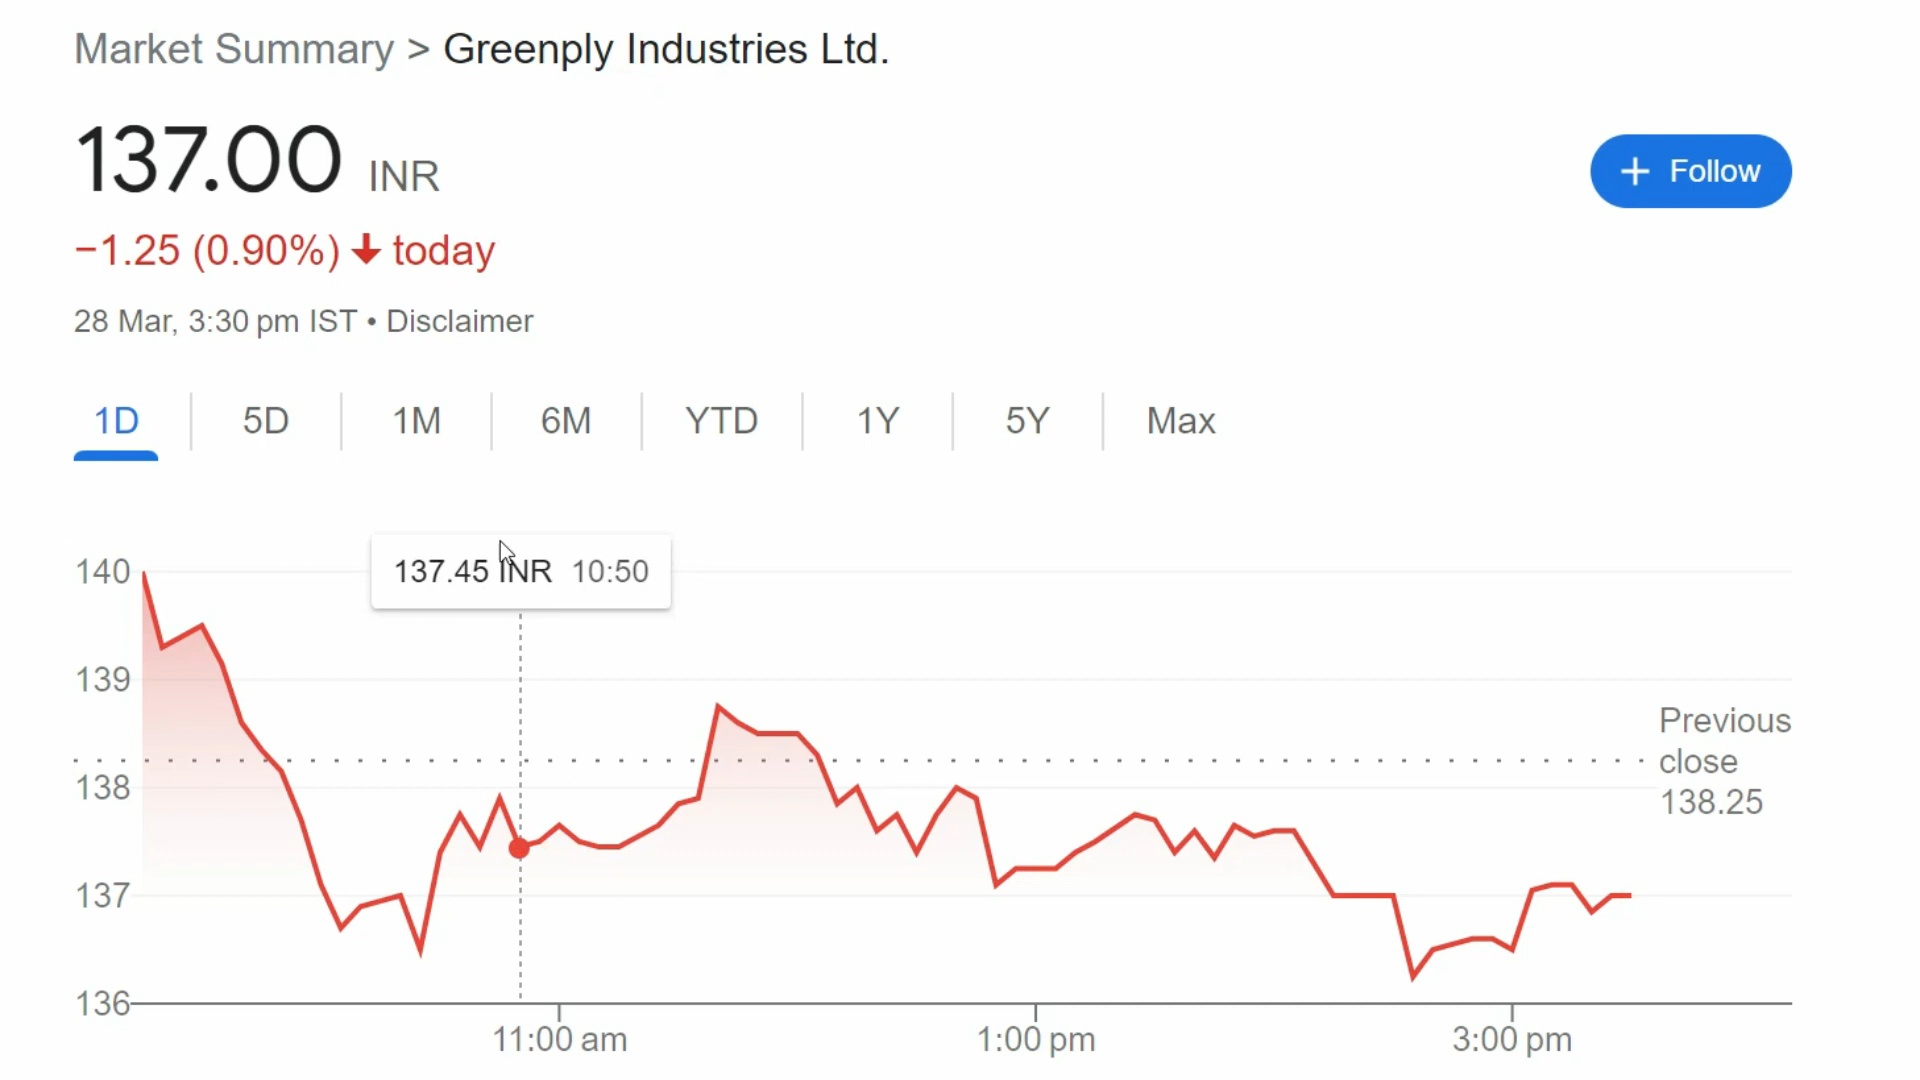 Market Summary > Greenply Industries Ltd.
137.00 INR
+ Follow
−1.25 (0.90%) ↓ today
28 Mar, 3:30 pm IST • Disclaimer
1D 5D 1M 6M YTD 1Y 5Y Max
137.45 INR 10:50
140
139
138
137
136
Previous
close
138.25
11:00 am 1:00 pm 3:00 pm